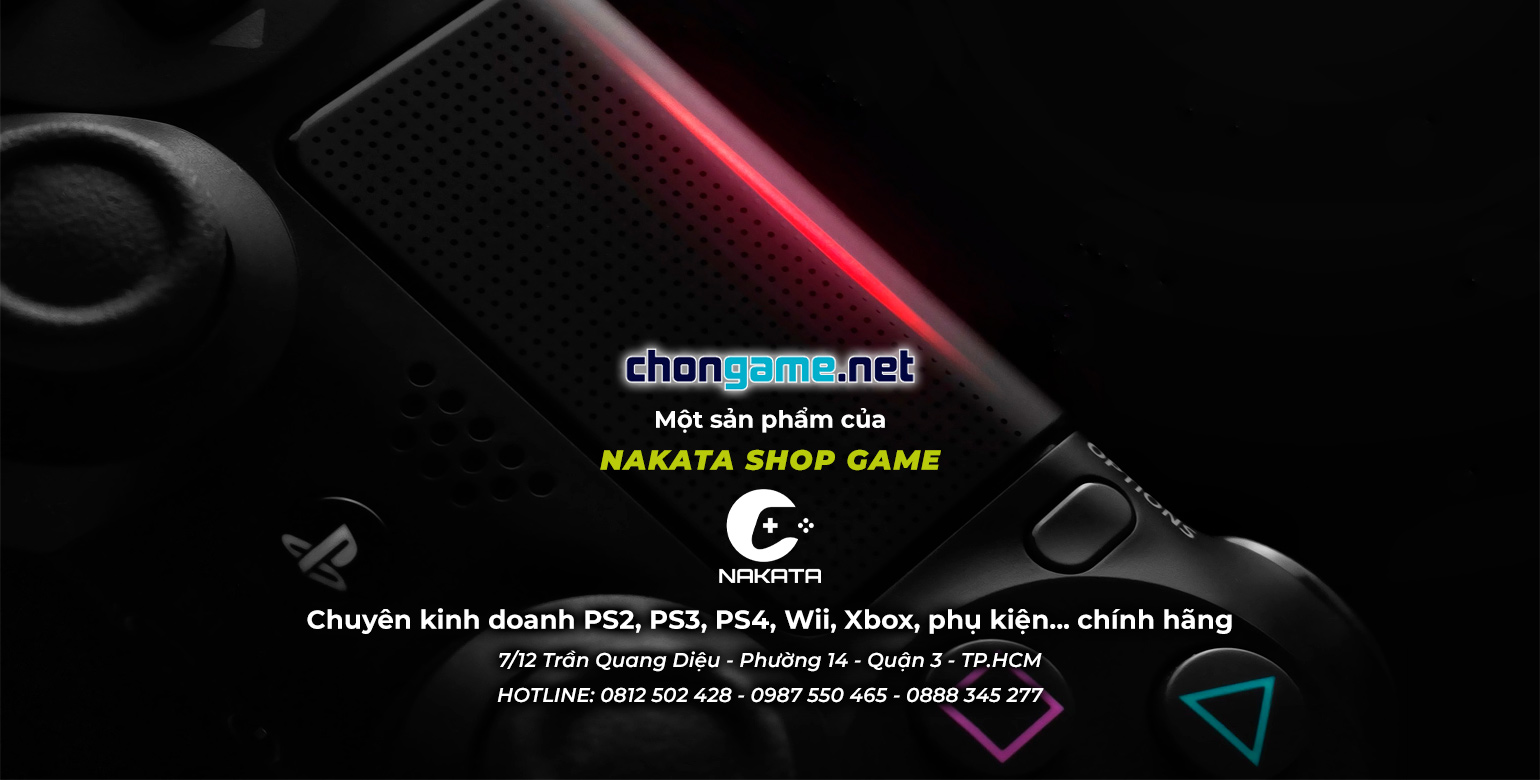 chongame.net
Một sản phẩm của
NAKATA SHOP GAME
NAKATA
OPTIONS
Chuyên kinh doanh PS2, PS3, PS4, Wii, Xbox, phụ kiện... chính hãng
7/12 Trần Quang Diệu - Phường 14 - Quận 3 - TP.HCM
HOTLINE: 0812 502 428 - 0987 550 465 - 0888 345 277